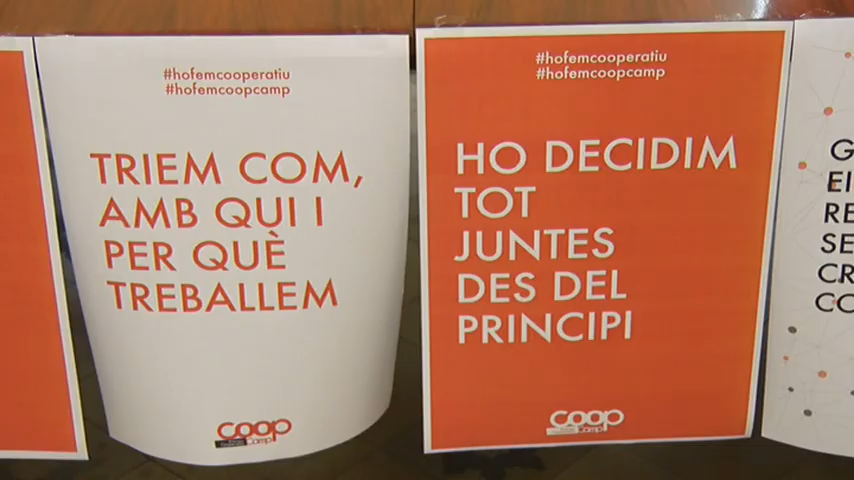 #hofemcooperatiu
#hofemcoopcamp
TRIEM COM,
AMB QUI I
PER QUÈ
TREBALLEM
coop
Camp
#hofemcooperatiu
#hofemcoopcamp
HO DECIDIM
TOT
JUNTES
DES DEL
PRINCIPI
coop
Camp